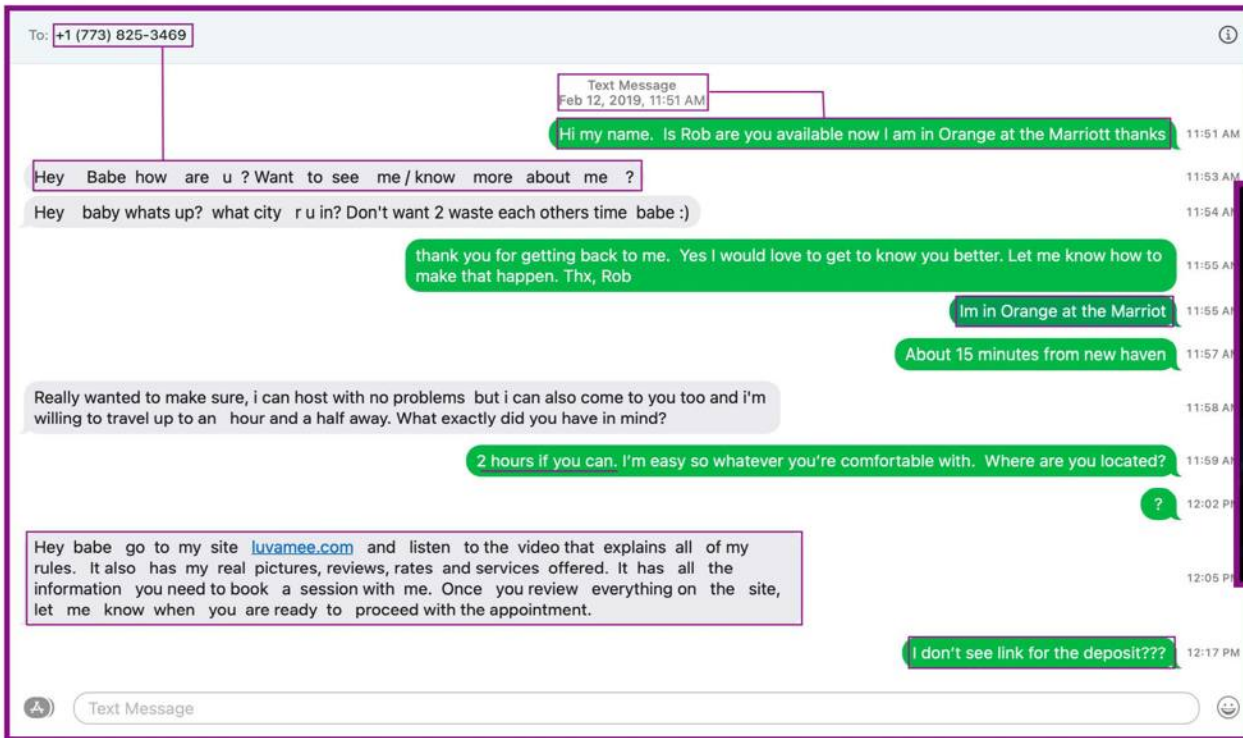 To: +1 (773) 825-3469
Text Message
Feb 12, 2019, 11:51 AM
Hi my name. Is Rob are you available now I am in Orange at the Marriott thanks
11:51 AM
Hey Babe how are u ? Want to see me / know more about me ?
11:53 AM
Hey baby whats up? what city r u in? Don't want 2 waste each others time babe :)
11:54 AM
thank you for getting back to me. Yes I would love to get to know you better. Let me know how to
make that happen. Thx, Rob
11:55 AM
Im in Orange at the Marriot
11:55 AM
About 15 minutes from new haven
11:57 AM
Really wanted to make sure, i can host with no problems but i can also come to you too and i'm
willing to travel up to an hour and a half away. What exactly did you have in mind?
11:58 AM
2 hours if you can. I'm easy so whatever you're comfortable with. Where are you located?
11:59 AM
?
12:02 PM
Hey babe go to my site luvamee.com and listen to the video that explains all of my
rules. It also has my real pictures, reviews, rates and services offered. It has all the
information you need to book a session with me. Once you review everything on the site,
let me know when you are ready to proceed with the appointment.
12:05 PM
I don't see link for the deposit???
12:17 PM
Text Message